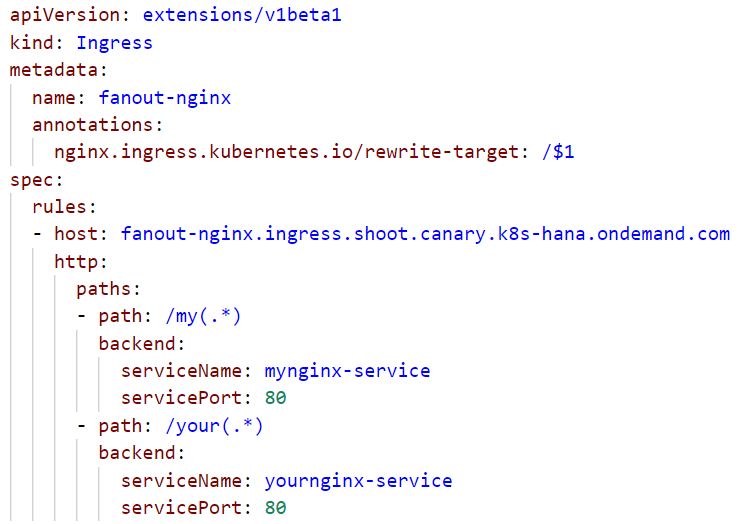 apiVersion: extensions/v1beta1
kind: Ingress
metadata:
  name: fanout-nginx
  annotations:
    nginx.ingress.kubernetes.io/rewrite-target: /$1
spec:
  rules:
  - host: fanout-nginx.ingress.shoot.canary.k8s-hana.ondemand.com
    http:
      paths:
      - path: /my(.*)
        backend:
          serviceName: mynginx-service
          servicePort: 80
      - path: /your(.*)
        backend:
          serviceName: yournginx-service
          servicePort: 80